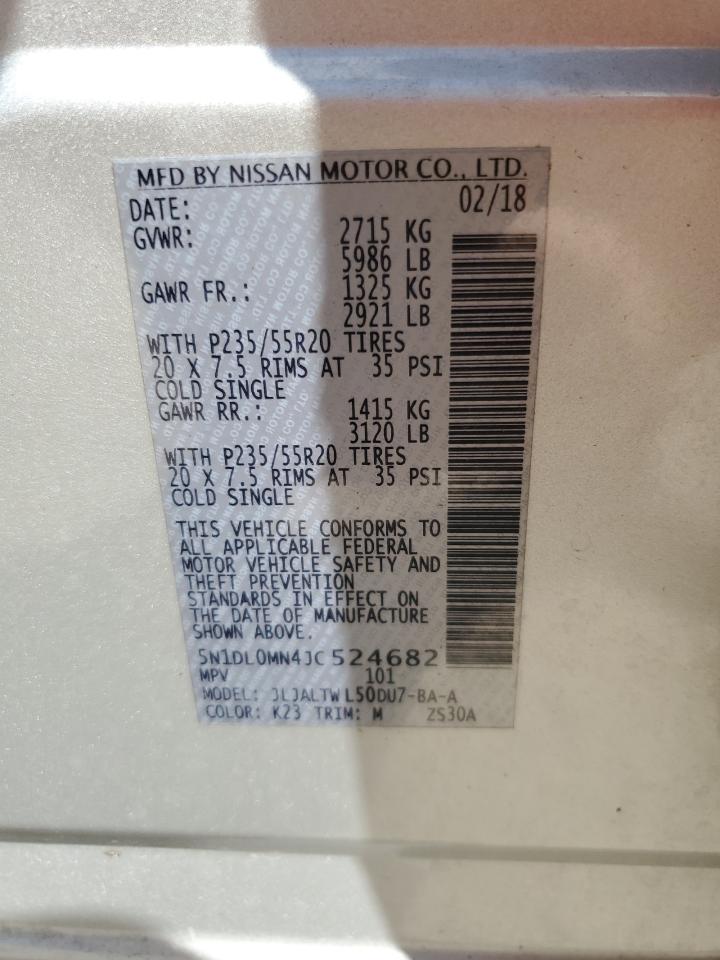 MFD BY NISSAN MOTOR CO., LTD.
DATE: 02/18
GVWR: 2715 KG
5986 LB
GAWR FR.: 1325 KG
2921 LB
WITH P235/55R20 TIRES
20 X 7.5 RIMS AT 35 PSI
COLD SINGLE
GAWR RR.: 1415 KG
3120 LB
WITH P235/55R20 TIRES
20 X 7.5 RIMS AT 35 PSI
COLD SINGLE
THIS VEHICLE CONFORMS TO
ALL APPLICABLE FEDERAL
MOTOR VEHICLE SAFETY AND
THEFT PREVENTION
STANDARDS IN EFFECT ON
THE DATE OF MANUFACTURE
SHOWN ABOVE.
5N1DL0MN4JC524682
MPV 101
MODEL: JLJALTWL50DU7-BA-A
COLOR: K23 TRIM: M ZS30A